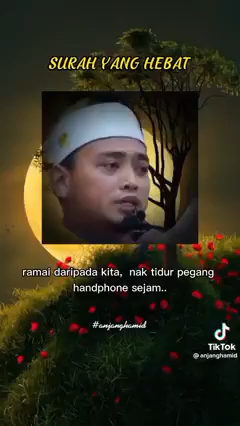 SURAH YANG HEBAT
ramai daripada kita, nak tidur pegang
handphone sejam..
#anjanghamid
TikTok
@anjanghamid